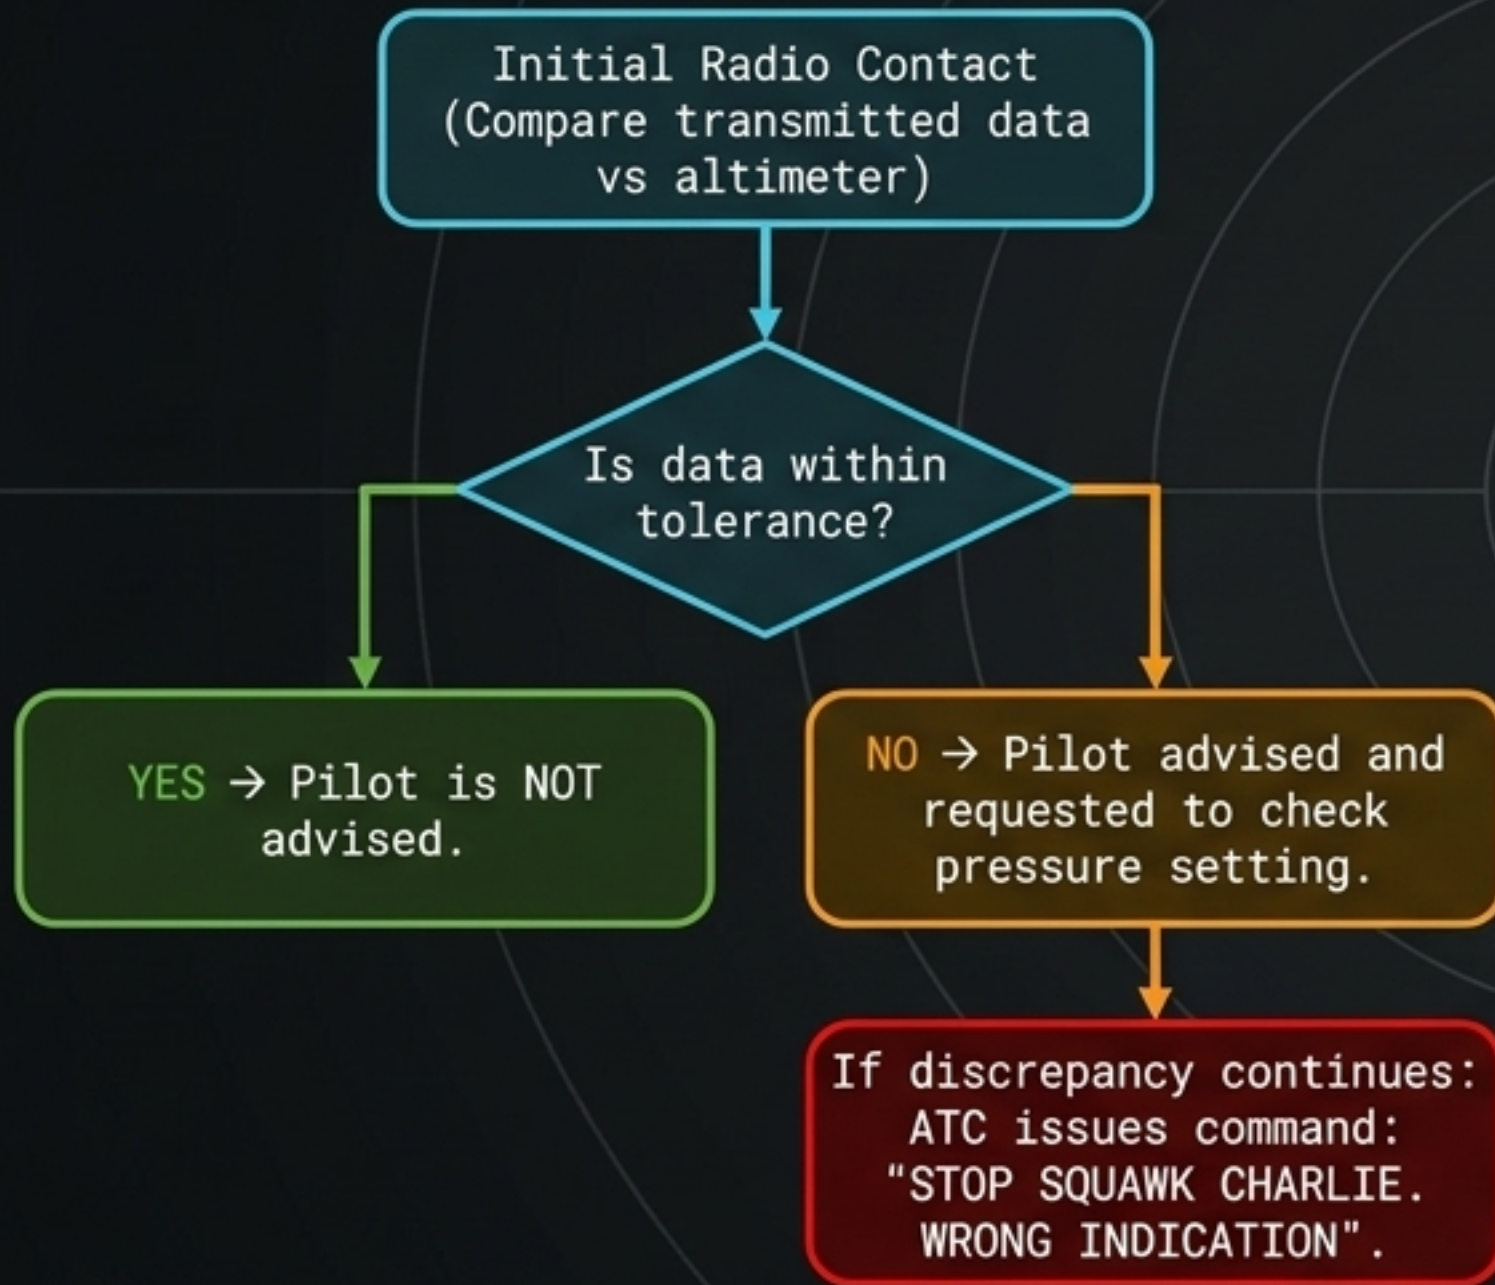 Initial Radio Contact
(Compare transmitted data
vs altimeter)
Is data within
tolerance?
YES → Pilot is NOT
advised.
NO → Pilot advised and
requested to check
pressure setting.
If discrepancy continues:
ATC issues command:
"STOP SQUAWK CHARLIE.
WRONG INDICATION".